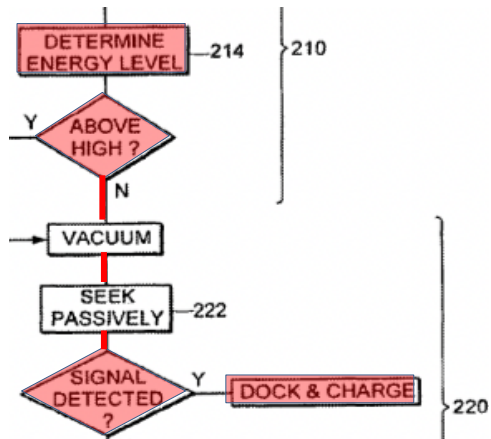 DETERMINE
ENERGY LEVEL
214
210
Y
ABOVE
HIGH ?
N
VACUUM
SEEK
PASSIVELY
222
SIGNAL
DETECTED
?
Y
DOCK & CHARGE
220